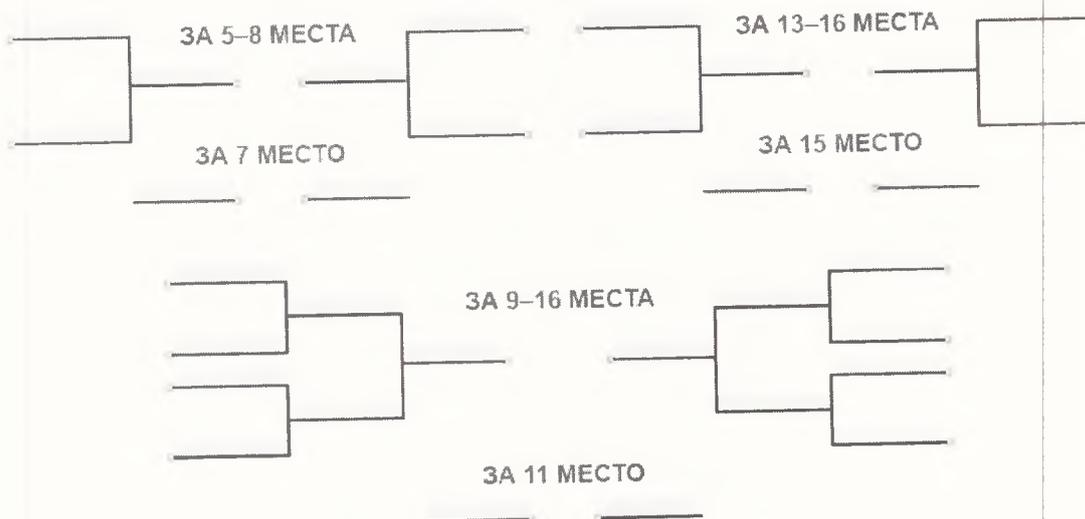 ЗА 5–8 МЕСТА
ЗА 13–16 МЕСТА
ЗА 7 МЕСТО
ЗА 15 МЕСТО
ЗА 9–16 МЕСТА
ЗА 11 МЕСТО